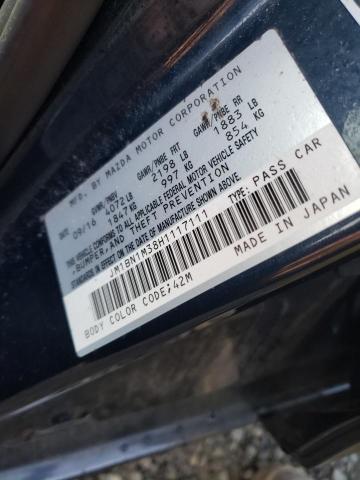 MFD. BY MAZDA MOTOR CORPORATION
09/16 GVWR/PNBV GAWR/PNBE FRT GAWR/PNBE RR
4072 LB 2198 LB 1883 LB
1847 KG 997 KG 854 KG
THIS VEHICLE CONFORMS TO ALL APPLICABLE FEDERAL MOTOR VEHICLE SAFETY
,BUMPER,AND THEFT PREVENTION STANDARDS IN EFFECT ON THE DATE OF MANUFACTURE SHOWN ABOVE.
JM1BN1M38H1117111 TYPE: PASS CAR
BODY COLOR CODE:42M MADE IN JAPAN